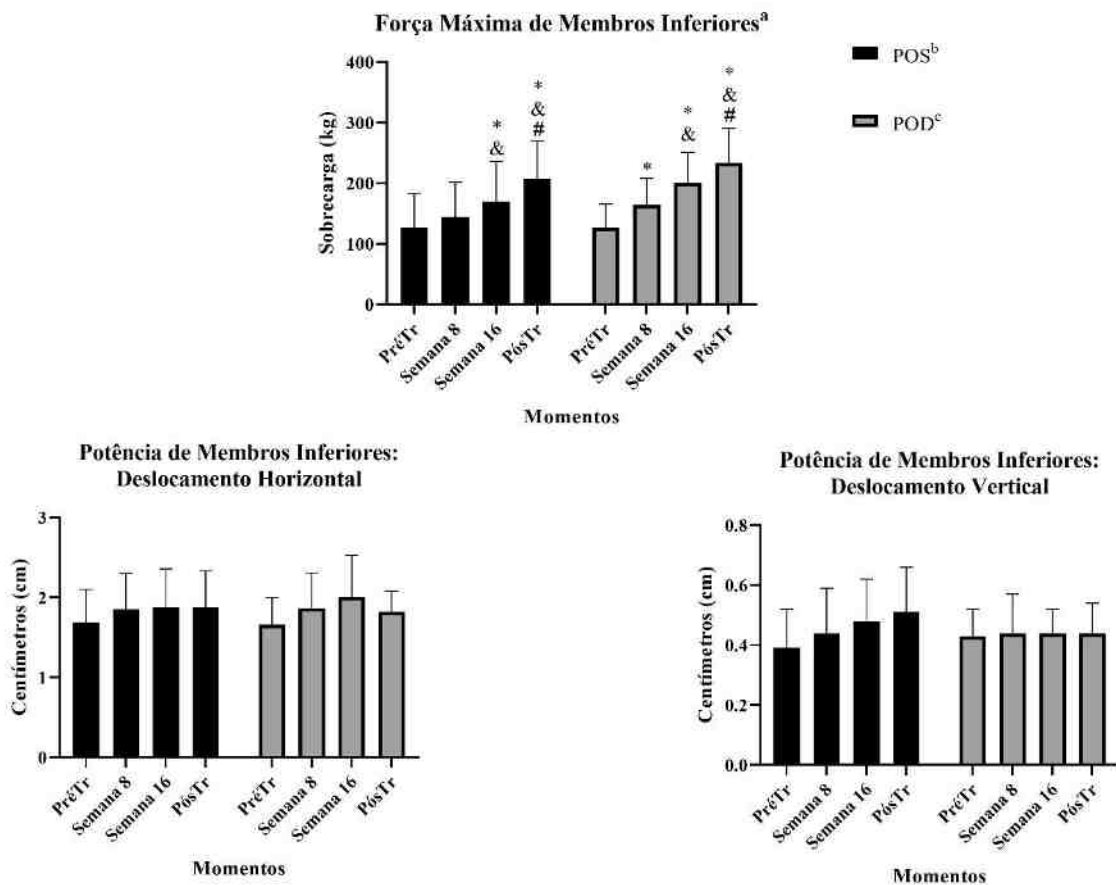 Força Máxima de Membros Inferioresᵃ
POSᵇ
PODᶜ
Sobrecarga (kg)
400
300
200
100
0
*
&
*
&
#
*
*
&
*
&
#
PréTr
Semana 8
Semana 16
PósTr
PréTr
Semana 8
Semana 16
PósTr
Momentos
Potência de Membros Inferiores:
Deslocamento Horizontal
Centímetros (cm)
3
2
1
0
PréTr
Semana 8
Semana 16
PósTr
PréTr
Semana 8
Semana 16
PósTr
Momentos
Potência de Membros Inferiores:
Deslocamento Vertical
Centímetros (cm)
0.8
0.6
0.4
0.2
0.0
PréTr
Semana 8
Semana 16
PósTr
PréTr
Semana 8
Semana 16
PósTr
Momentos